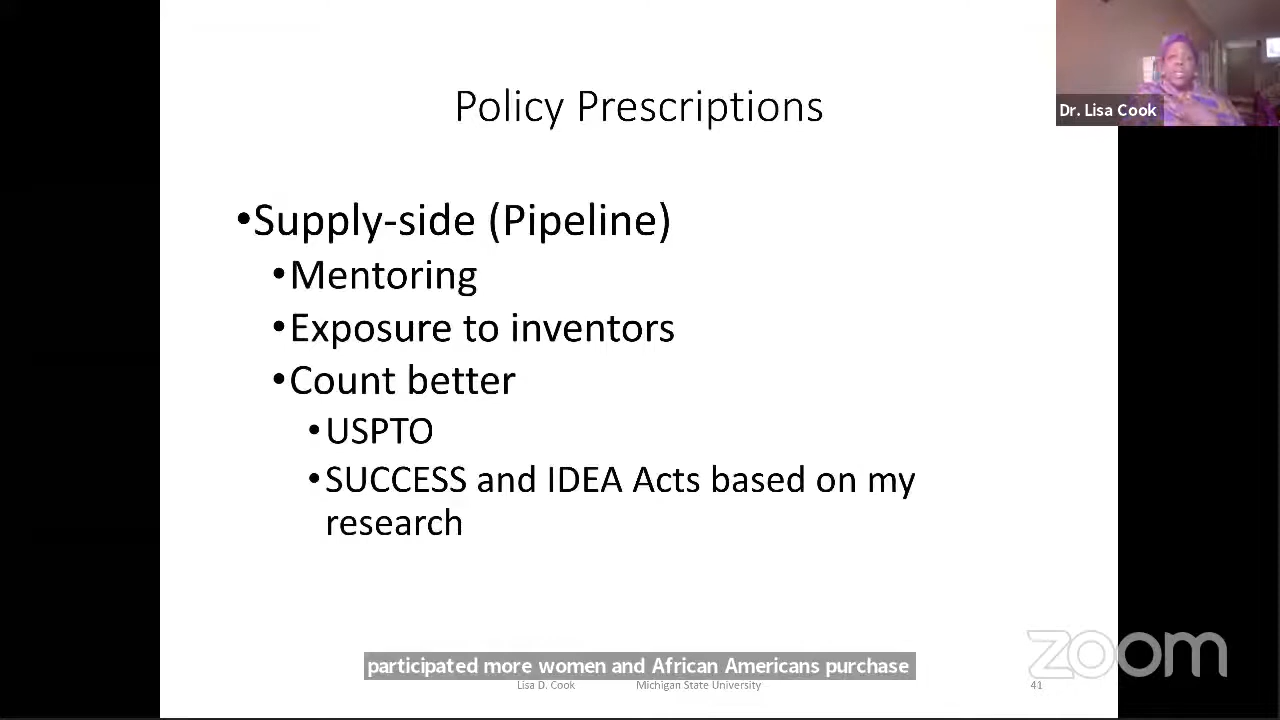 Policy Prescriptions
Dr. Lisa Cook
•Supply-side (Pipeline)
•Mentoring
•Exposure to inventors
•Count better
•USPTO
•SUCCESS and IDEA Acts based on my
research
participated more women and African Americans purchase
Lisa D. Cook Michigan State University 41
zoom